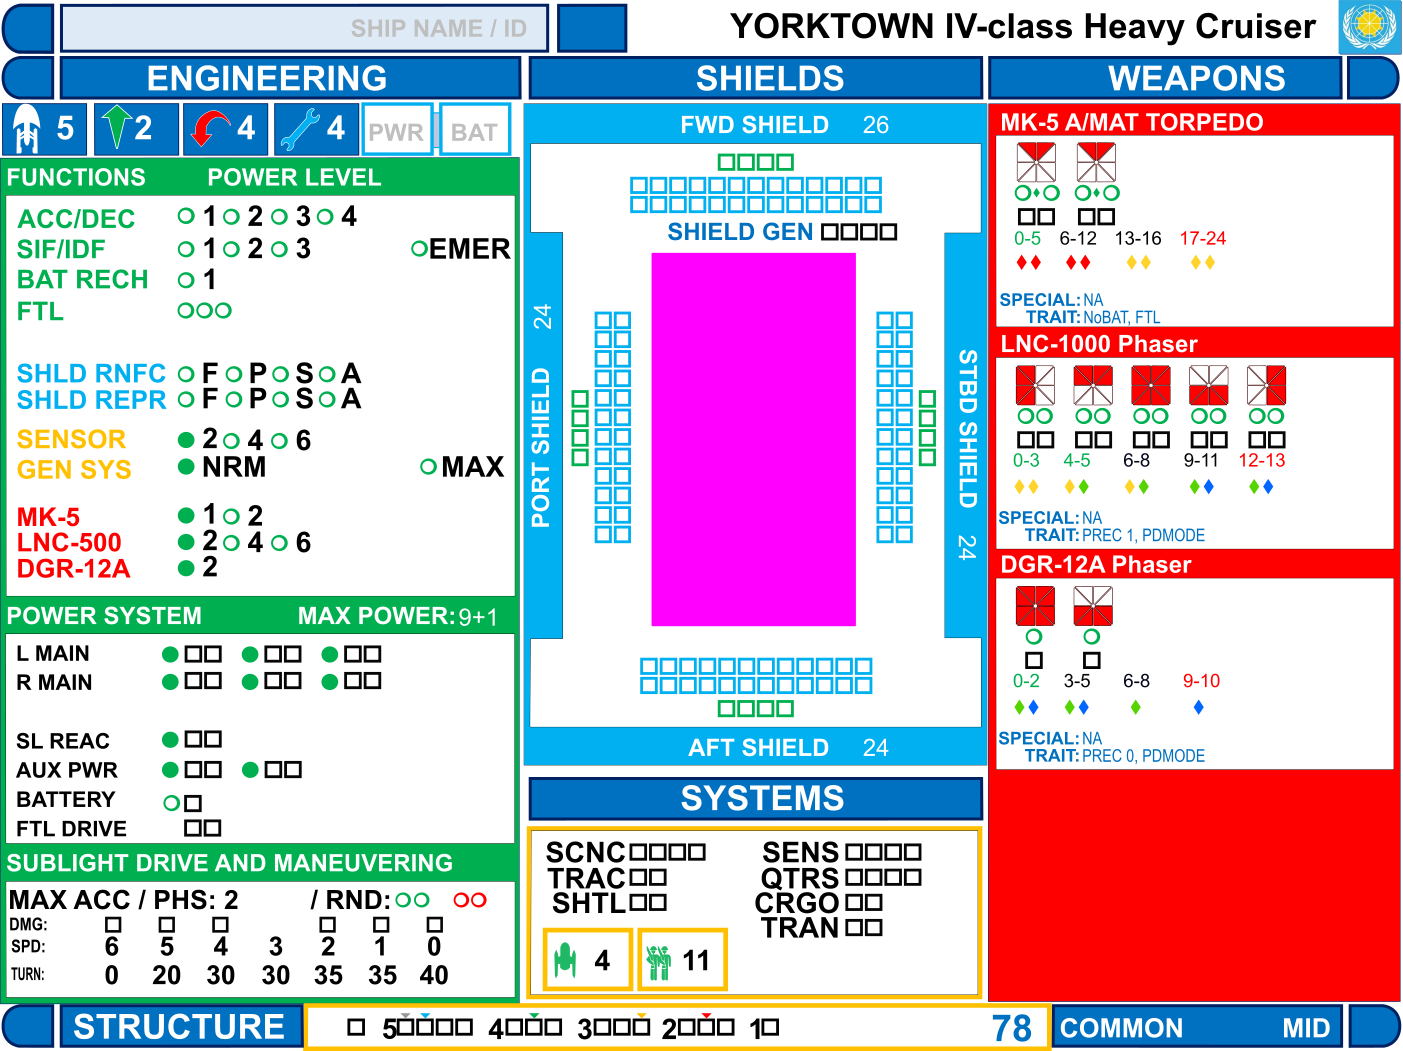 SHIP NAME / ID
YORKTOWN IV-class Heavy Cruiser
ENGINEERING
5 2 4 4 PWR BAT
FUNCTIONS POWER LEVEL
ACC/DEC 1 2 3 4
SIF/IDF 1 2 3 EMER
BAT RECH 1
FTL
SHLD RNFC F P S A
SHLD REPR F P S A
SENSOR 2 4 6
GEN SYS NRM MAX
MK-5 1 2
LNC-500 2 4 6
DGR-12A 2
POWER SYSTEM MAX POWER: 9+1
L MAIN
R MAIN
SL REAC
AUX PWR
BATTERY
FTL DRIVE
SUBLIGHT DRIVE AND MANEUVERING
MAX ACC / PHS: 2 / RND:
DMG:
SPD: 6 5 4 3 2 1 0
TURN: 0 20 30 30 35 35 40
SHIELDS
FWD SHIELD 26
SHIELD GEN
PORT SHIELD 24
STBD SHIELD 24
AFT SHIELD 24
SYSTEMS
SCNC SENS
TRAC QTRS
SHTL CRGO
TRAN
4 11
WEAPONS
MK-5 A/MAT TORPEDO
0-5 6-12 13-16 17-24
SPECIAL: NA
TRAIT: NoBAT, FTL
LNC-1000 Phaser
0-3 4-5 6-8 9-11 12-13
SPECIAL: NA
TRAIT: PREC 1, PDMODE
DGR-12A Phaser
0-2 3-5 6-8 9-10
SPECIAL: NA
TRAIT: PREC 0, PDMODE
STRUCTURE 5 4 3 2 1 78 COMMON MID